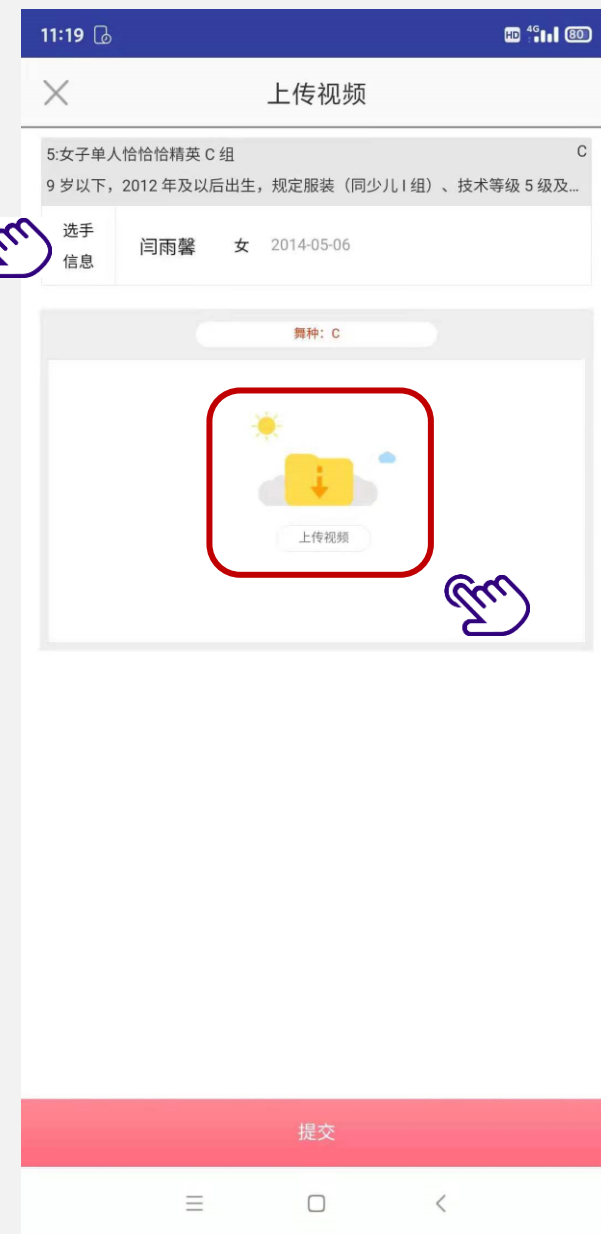 11:19 HD 4G 80
上传视频
5:女子单人恰恰恰精英 C 组 C
9 岁以下，2012 年及以后出生，规定服装（同少儿 I 组）、技术等级 5 级及...
选手
信息
闫雨馨 女 2014-05-06
舞种：C
上传视频
提交